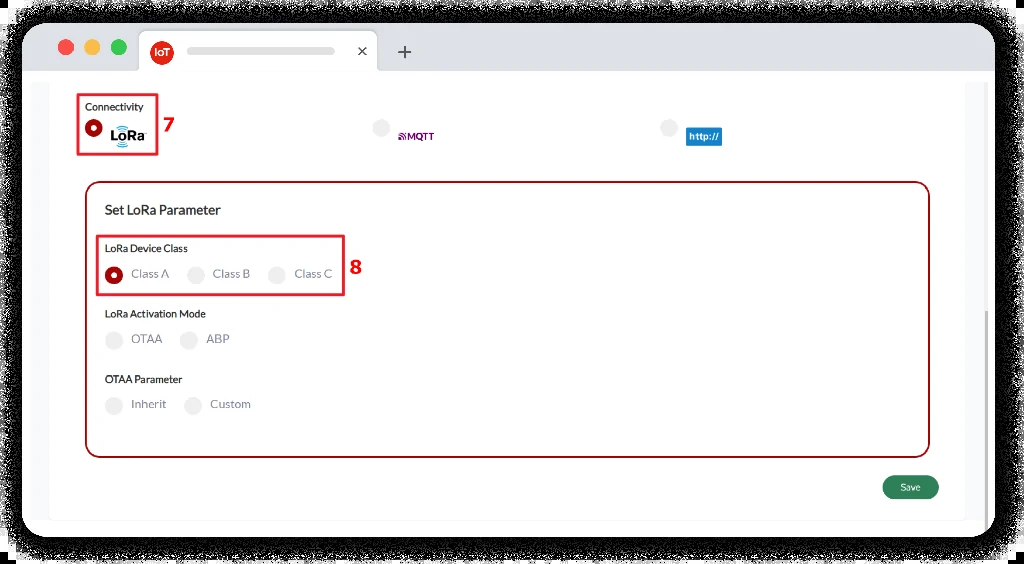 IoT
Connectivity
LoRa
7
MQTT
http://
Set LoRa Parameter
LoRa Device Class
Class A Class B Class C
8
LoRa Activation Mode
OTAA ABP
OTAA Parameter
Inherit Custom
Save